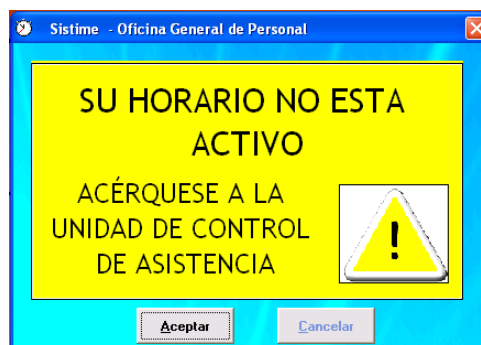 Sistime - Oficina General de Personal
SU HORARIO NO ESTA
ACTIVO
ACÉRQUESE A LA
UNIDAD DE CONTROL
DE ASISTENCIA
!
Aceptar
Cancelar